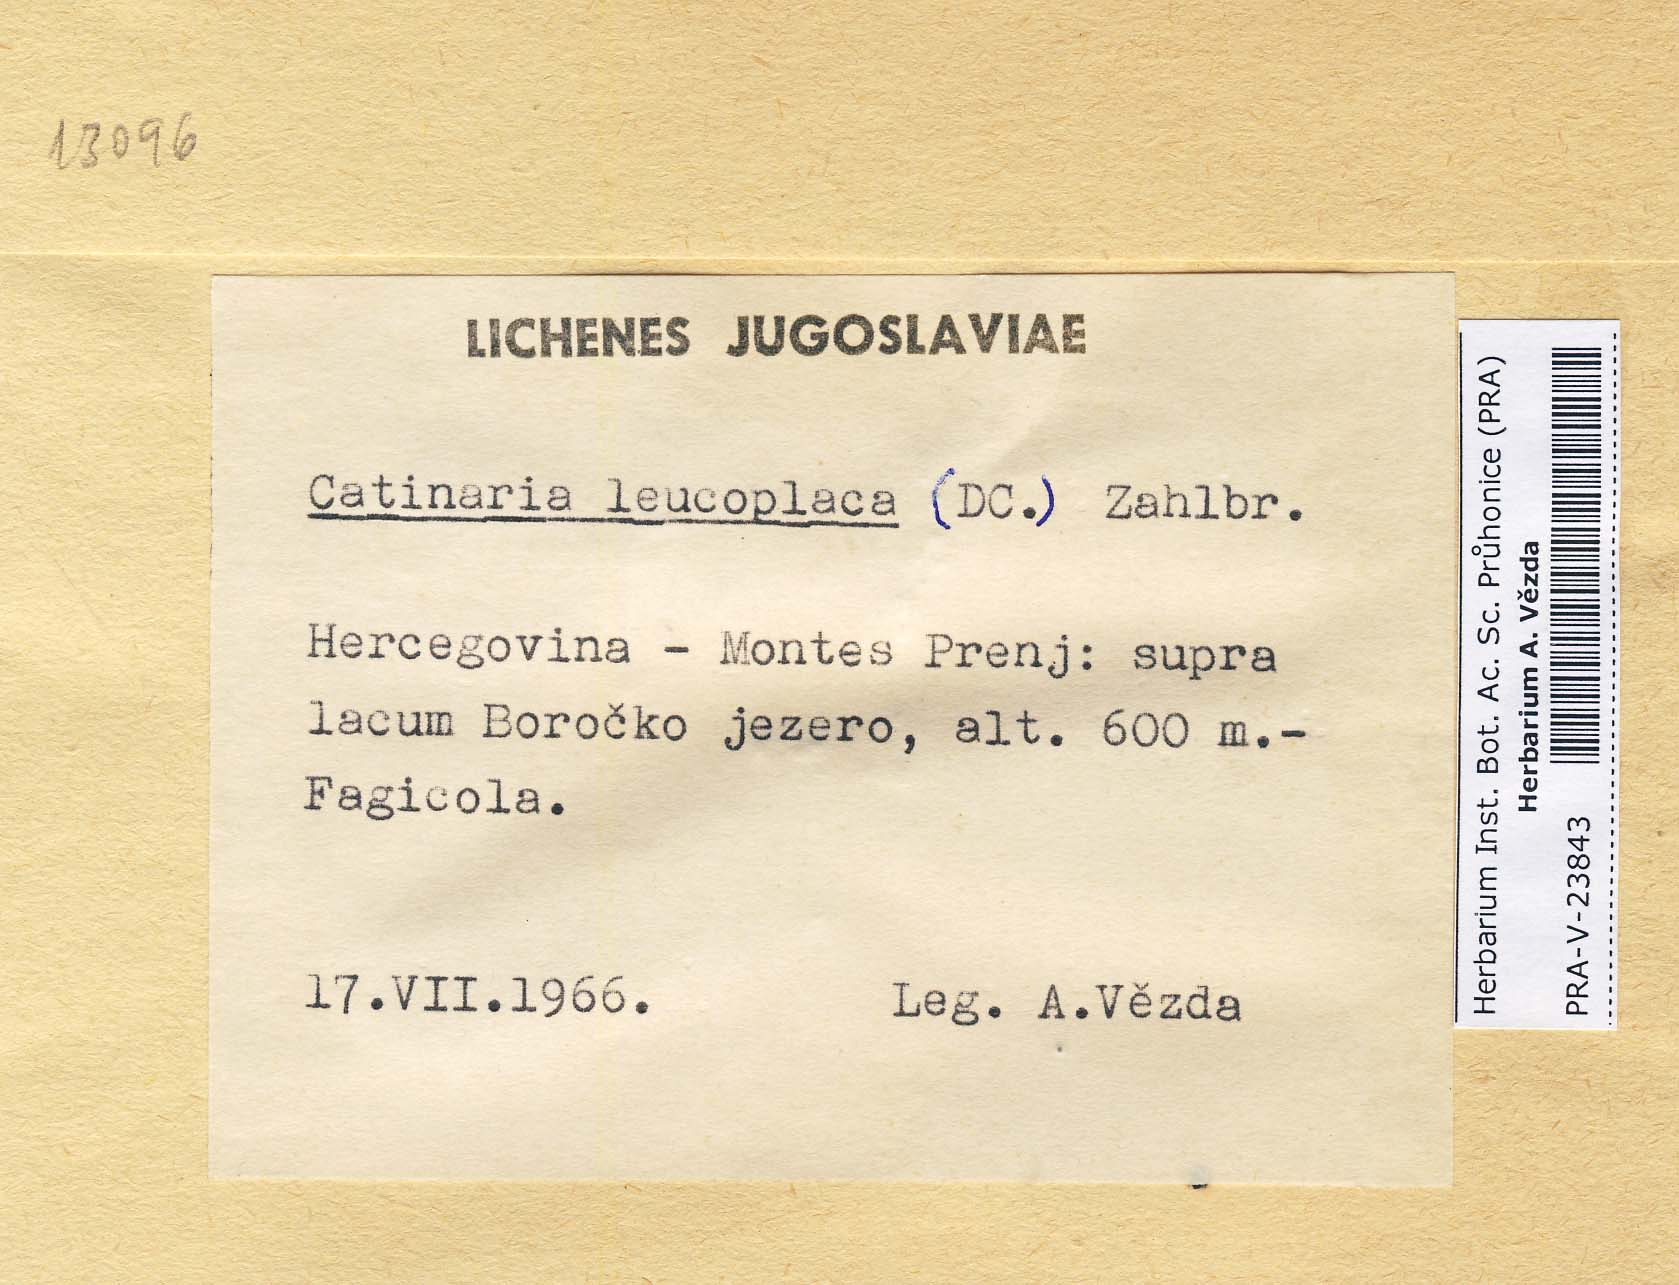 13096
LICHENES JUGOSLAVIAE
Catinaria leucoplaca (DC.) Zahlbr.
Hercegovina - Montes Prenj: supra
lacum Boročko jezero, alt. 600 m.-
Fagicola.
17.VII.1966. Leg. A.Vězda
Herbarium Inst. Bot. Ac. Sc. Průhonice (PRA)
Herbarium A. Vězda
PRA-V-23843